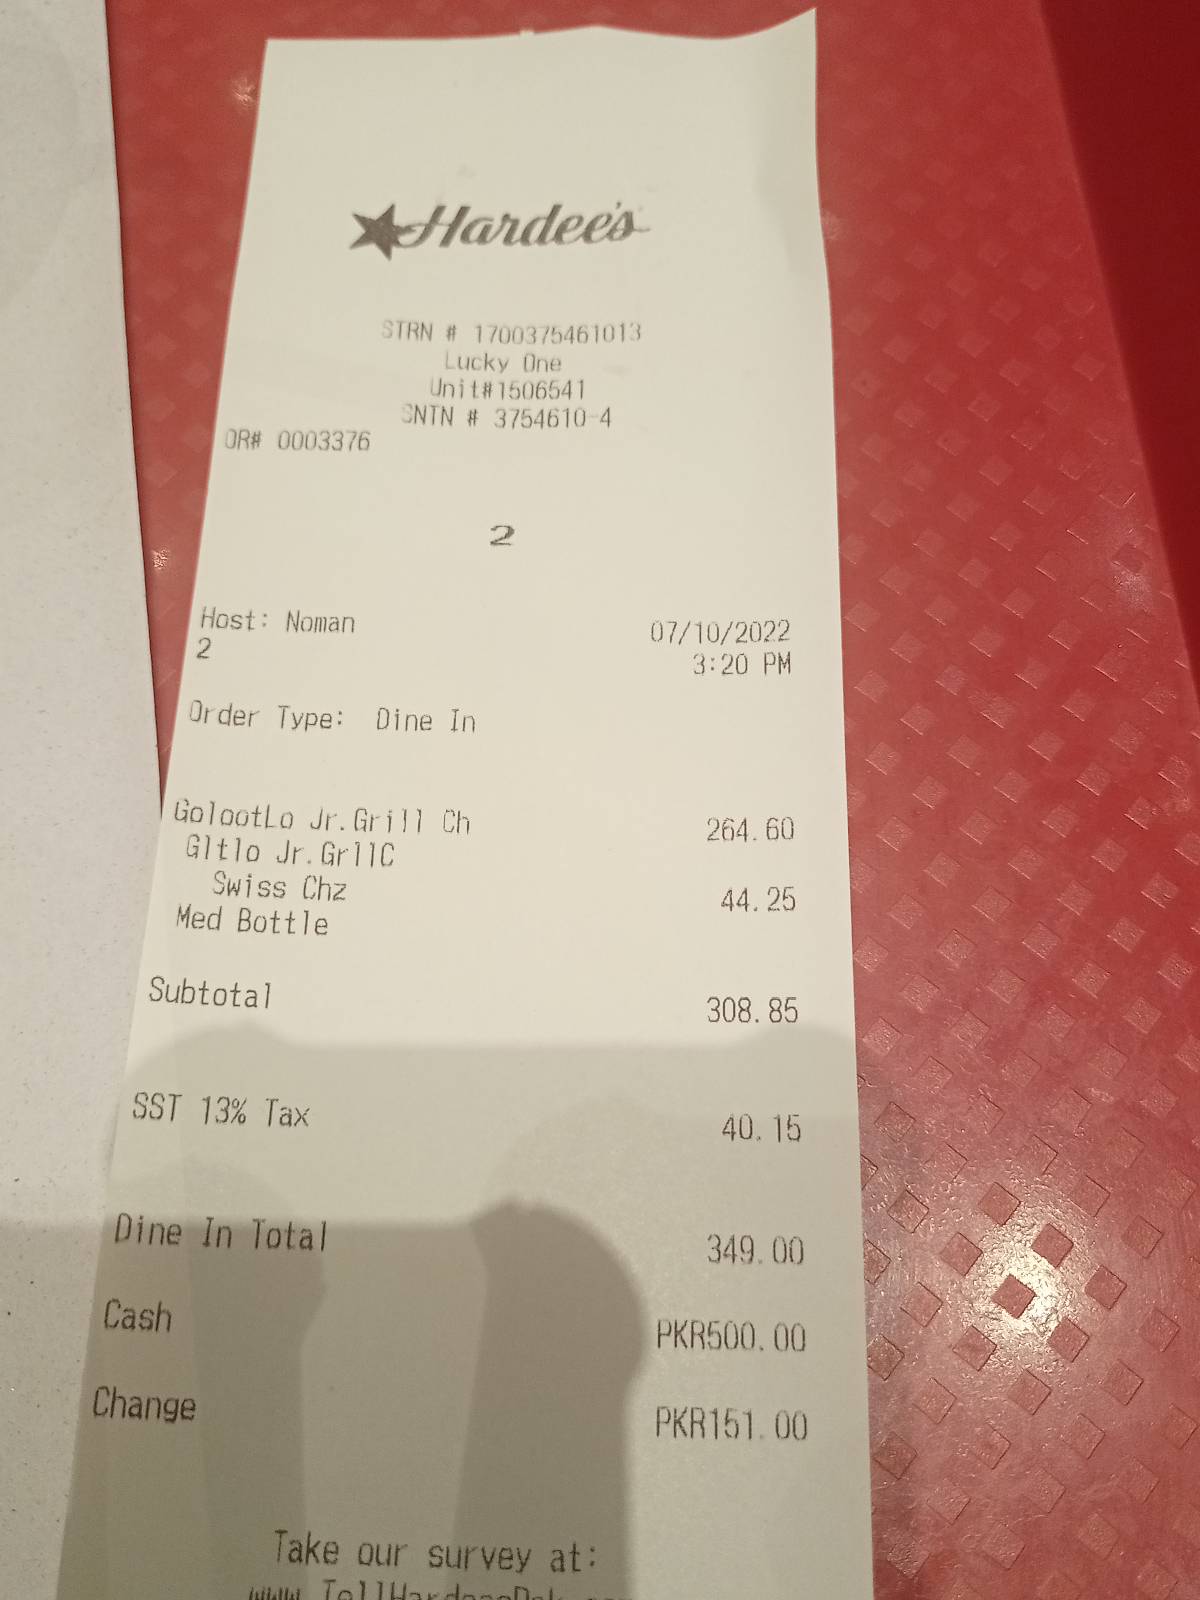 Hardee's
STRN # 1700375461013
Lucky One
Unit#1506541
SNTN # 3754610-4
OR# 0003376
2
Host: Noman 07/10/2022
2 3:20 PM
Order Type: Dine In
GolootLo Jr.Grill Ch 264.60
Gltlo Jr.GrllC
Swiss Chz 44.25
Med Bottle
Subtotal 308.85
SST 13% Tax 40.15
Dine In Total 349.00
Cash PKR500.00
Change PKR151.00
Take our survey at: